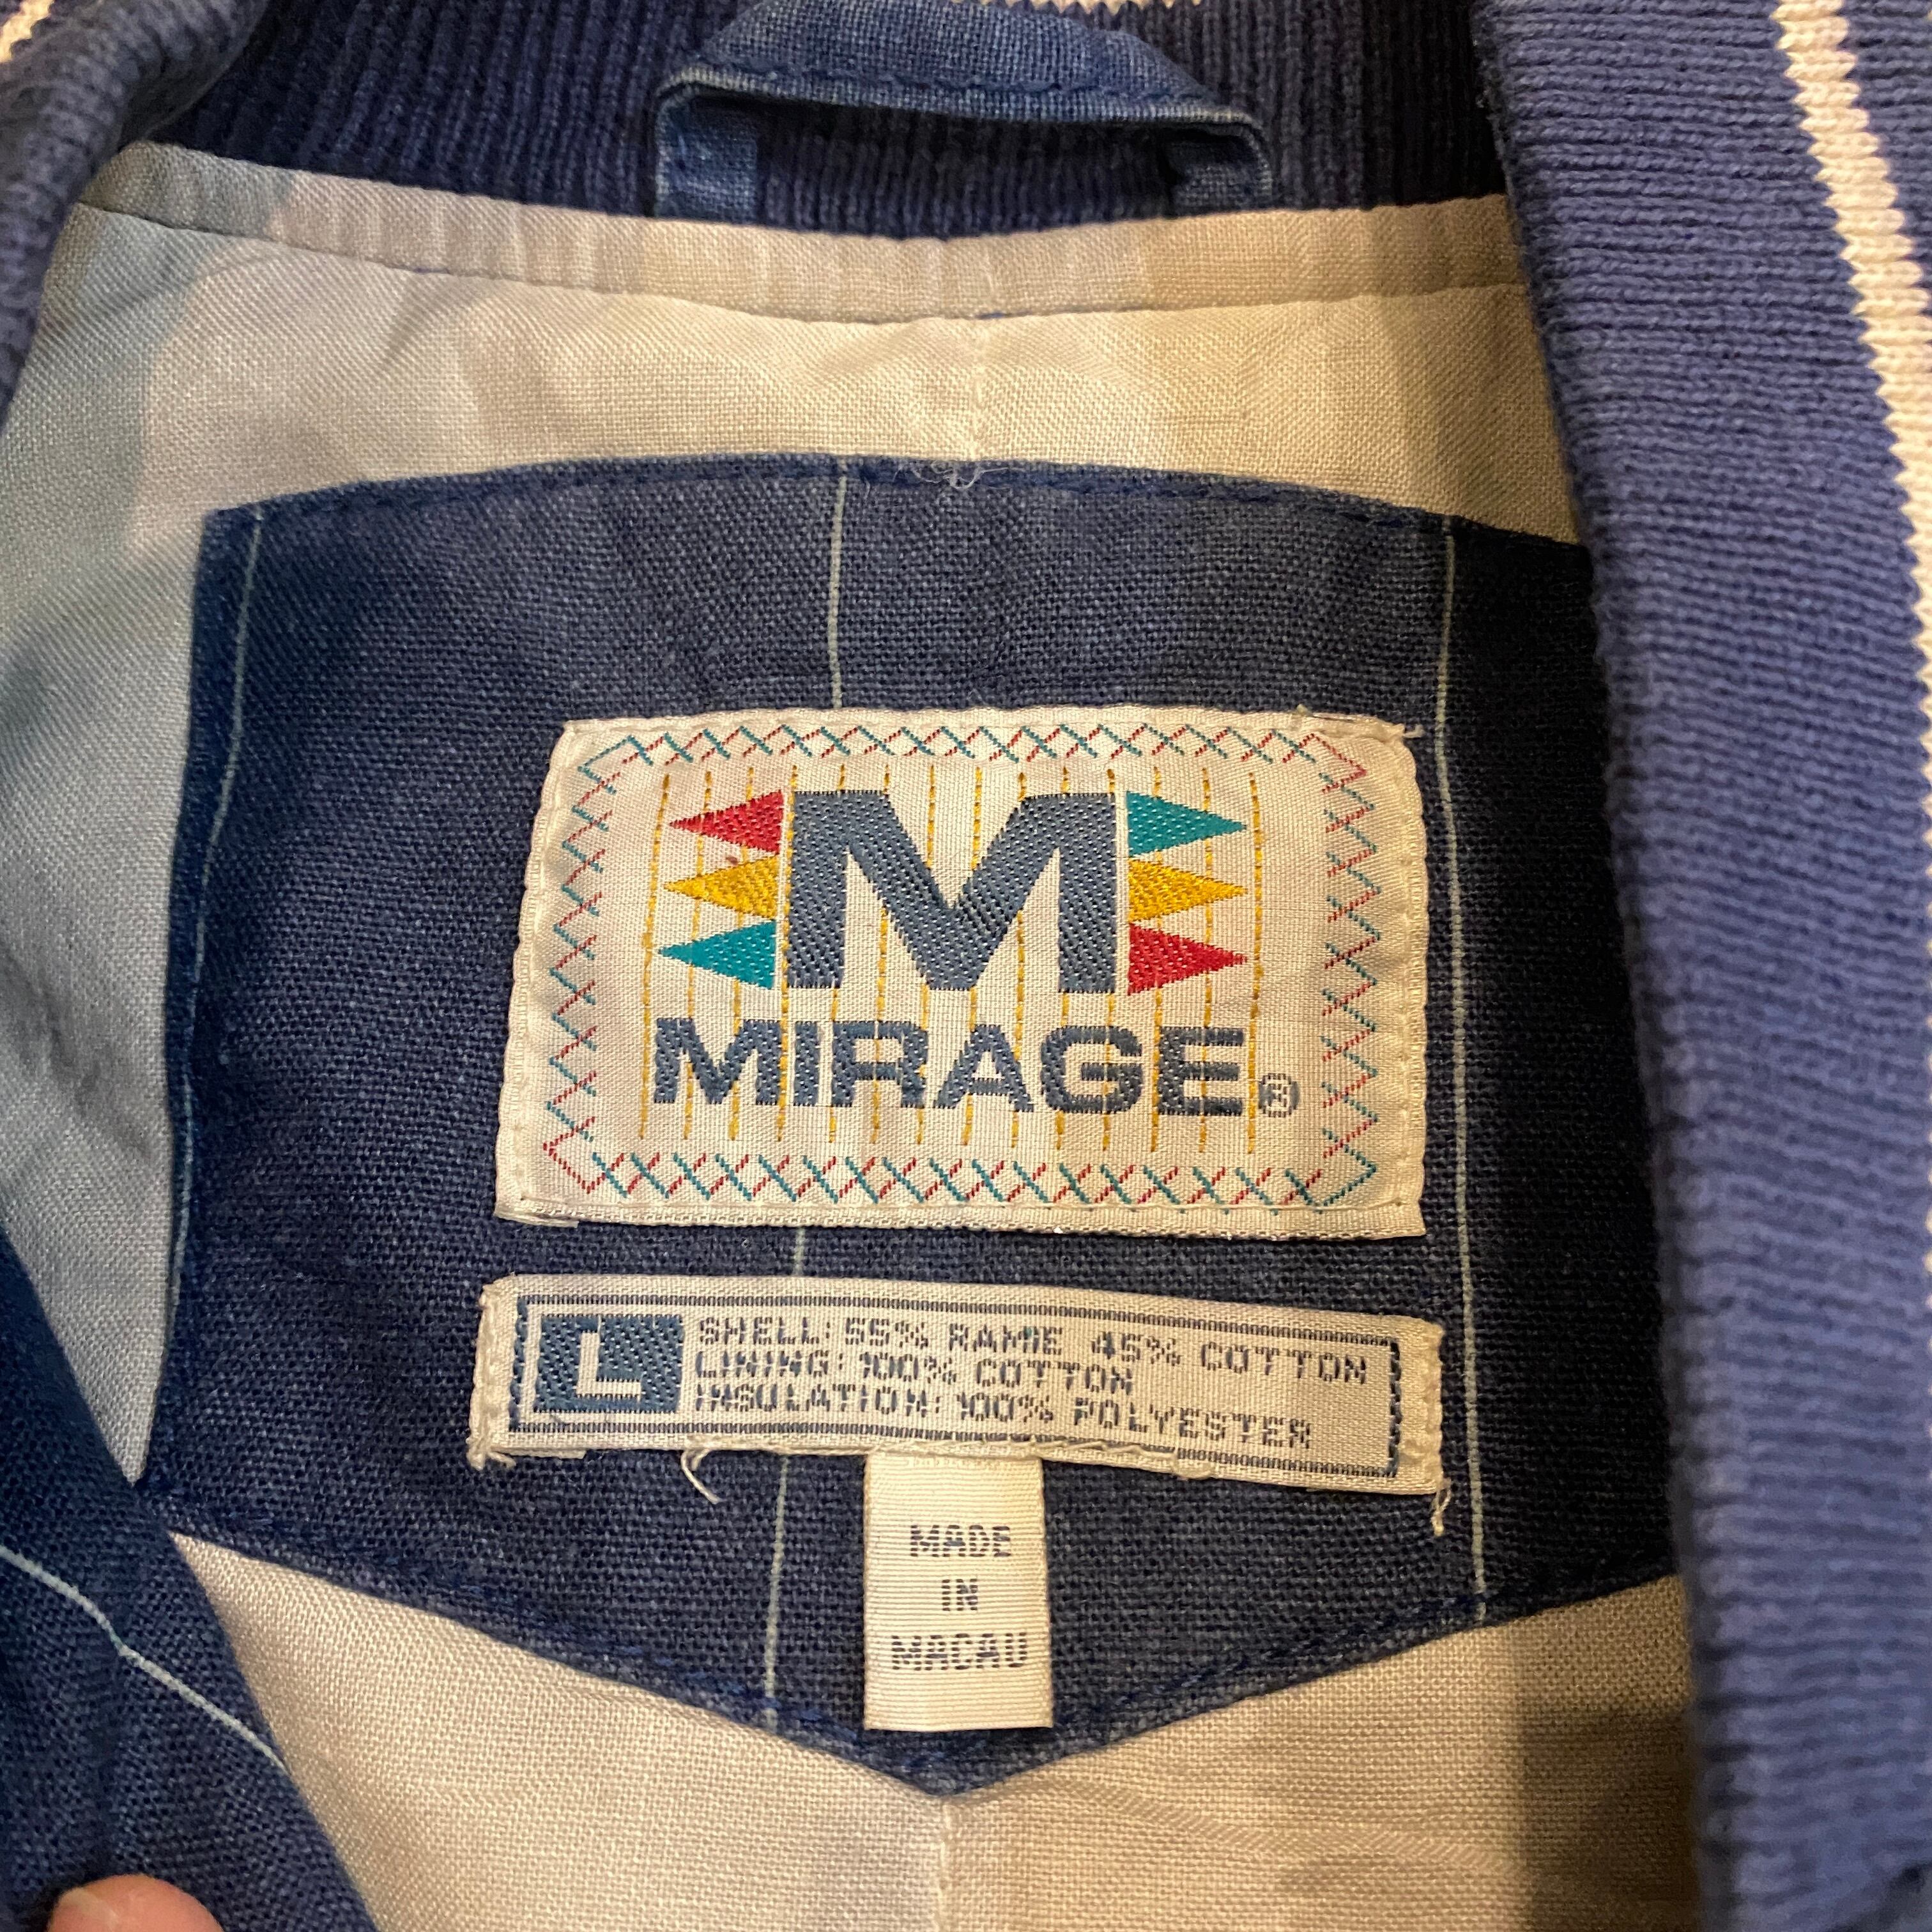 M
MIRAGE®
L
SHELL: 55% RAMIE 45% COTTON
LINING: 100% COTTON
INSULATION: 100% POLYESTER
MADE
IN
MACAU